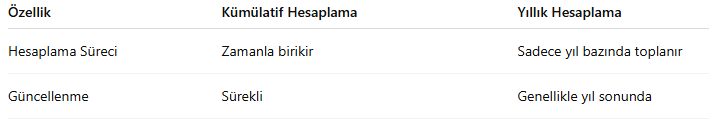 Özellik Kümülatif Hesaplama Yıllık Hesaplama
Hesaplama Süreci Zamanla birikir Sadece yıl bazında toplanır
Güncellenme Sürekli Genellikle yıl sonunda